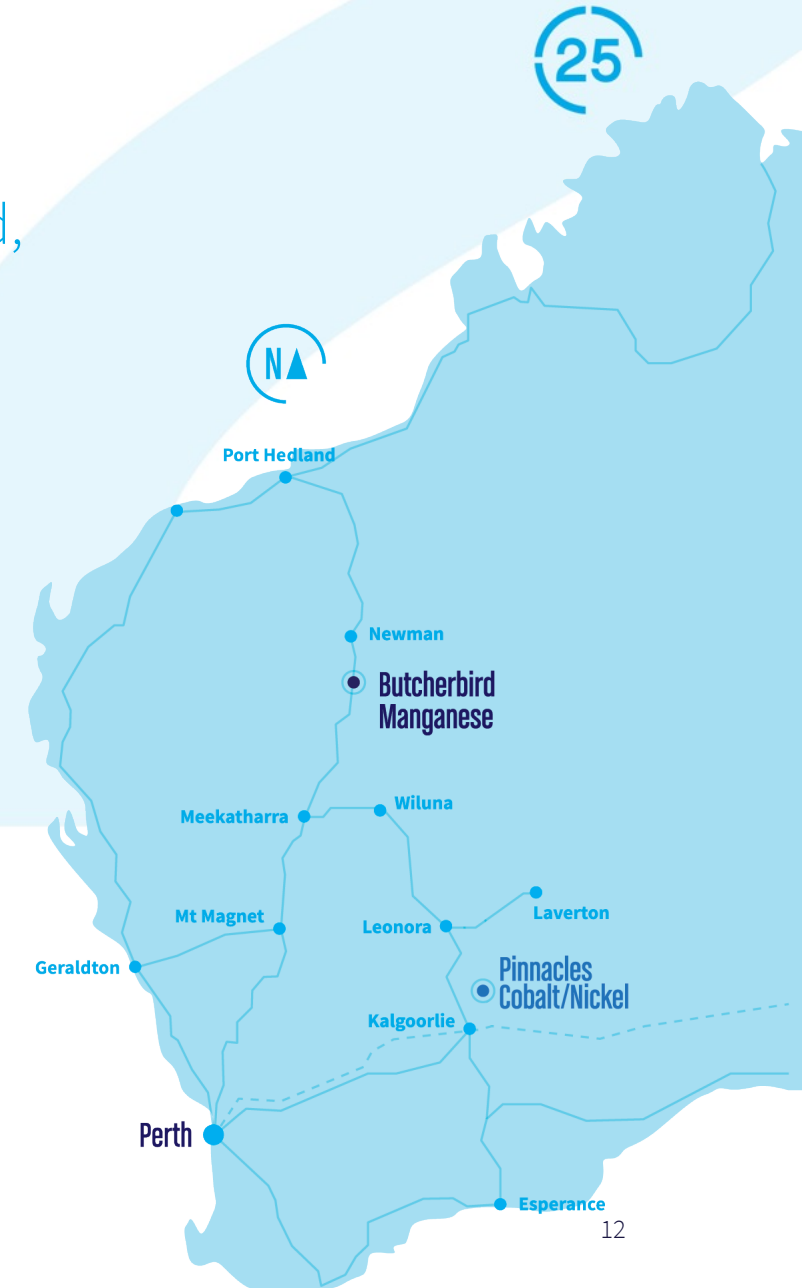 25
d,
N
Port Hedland
Newman
Butcherbird
Manganese
Wiluna
Meekatharra
Laverton
Mt Magnet
Leonora
Geraldton
Pinnacles
Cobalt/Nickel
Kalgoorlie
Perth
Esperance
12